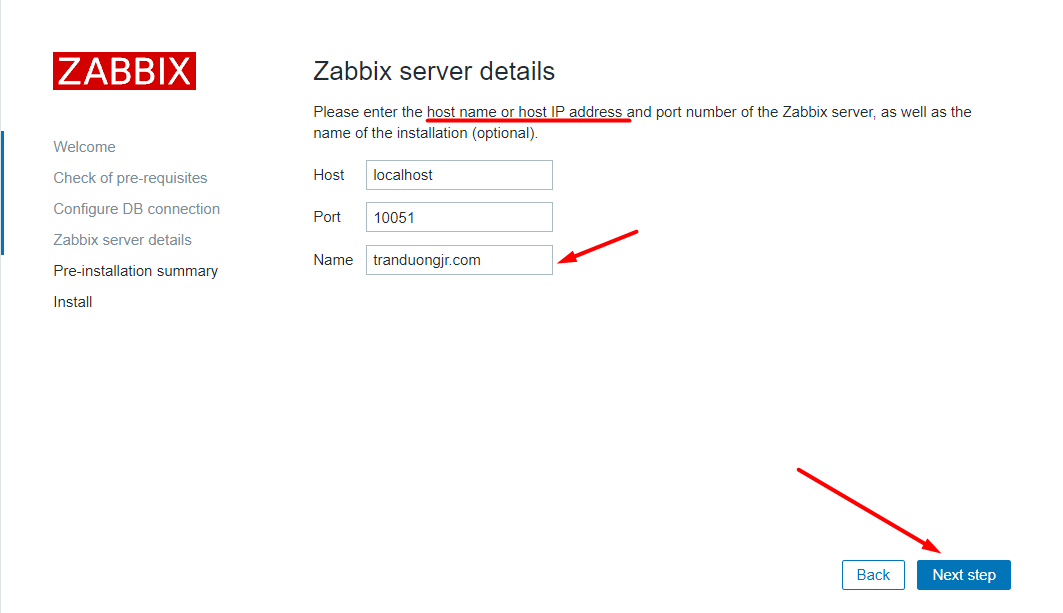 ZABBIX
Welcome
Check of pre-requisites
Configure DB connection
Zabbix server details
Pre-installation summary
Install
Zabbix server details
Please enter the host name or host IP address and port number of the Zabbix server, as well as the
name of the installation (optional).
Host localhost
Port 10051
Name tranduongjr.com
Back Next step